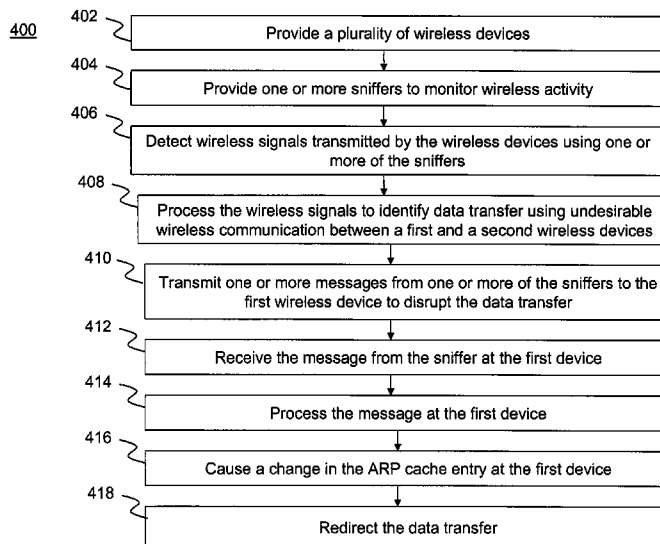 400
402
Provide a plurality of wireless devices
404
Provide one or more sniffers to monitor wireless activity
406
Detect wireless signals transmitted by the wireless devices using one or
more of the sniffers
408
Process the wireless signals to identify data transfer using undesirable
wireless communication between a first and a second wireless devices
410
Transmit one or more messages from one or more of the sniffers to
the first wireless device to disrupt the data transfer
412
Receive the message from the sniffer at the first device
414
Process the message at the first device
416
Cause a change in the ARP cache entry at the first device
418
Redirect the data transfer